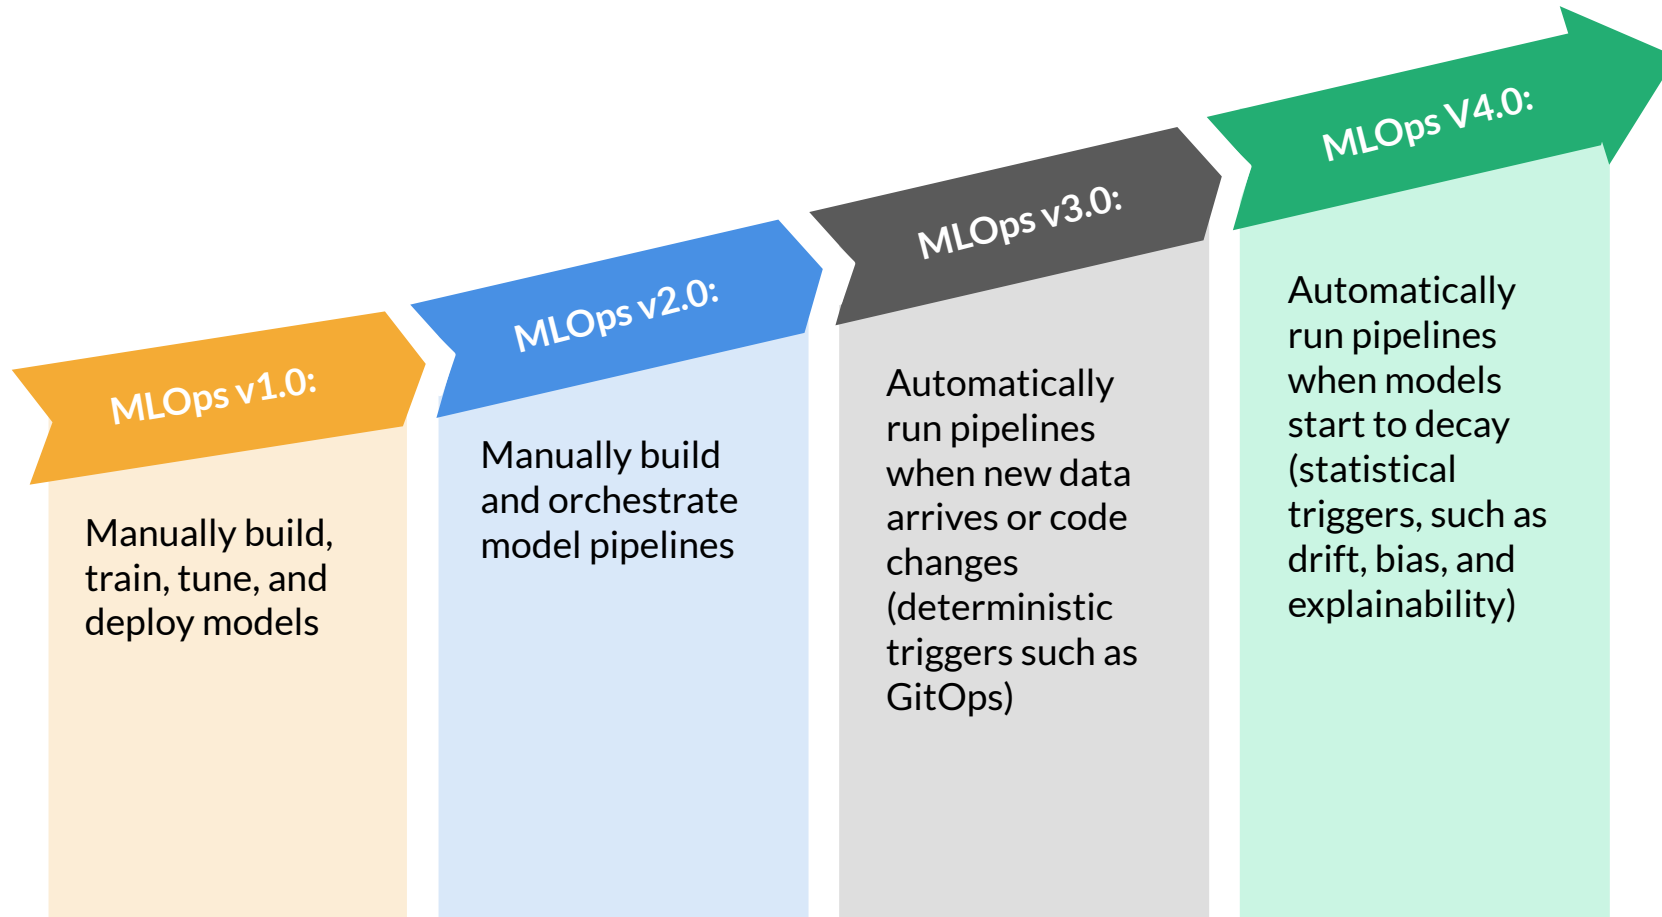 MLOps v1.0:
Manually build,
train, tune, and
deploy models
MLOps v2.0:
Manually build
and orchestrate
model pipelines
MLOps v3.0:
Automatically
run pipelines
when new data
arrives or code
changes
(deterministic
triggers such as
GitOps)
MLOps V4.0:
Automatically
run pipelines
when models
start to decay
(statistical
triggers, such as
drift, bias, and
explainability)